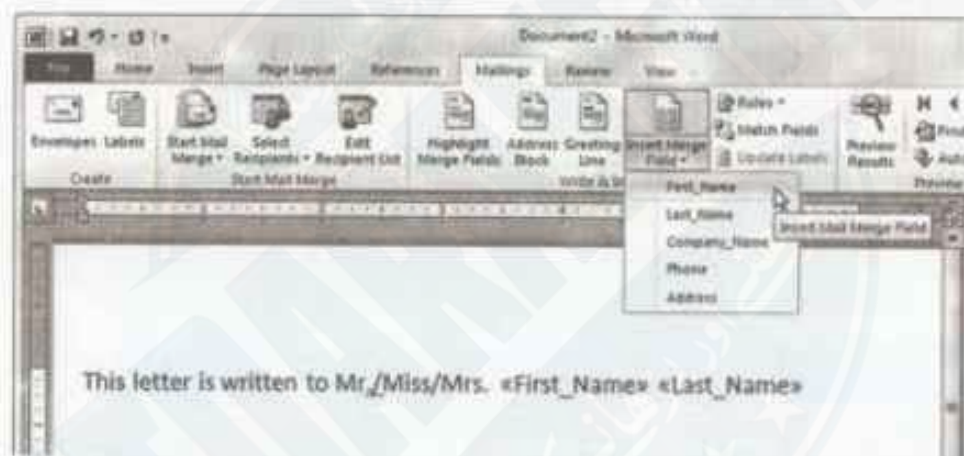 Document2 - Microsoft Word
File Home Insert Page Layout References Mailings Review View
Envelopes Labels Start Mail Merge Select Recipients Edit Recipient List Highlight Merge Fields Address Block Greeting Line Insert Merge Field Rules Match Fields Update Labels Preview Results
Create Start Mail Merge Write & Preview
First_Name
Last_Name
Insert Mail Merge Field
Company_Name
Phone
Address
This letter is written to Mr./Miss/Mrs. «First_Name» «Last_Name»